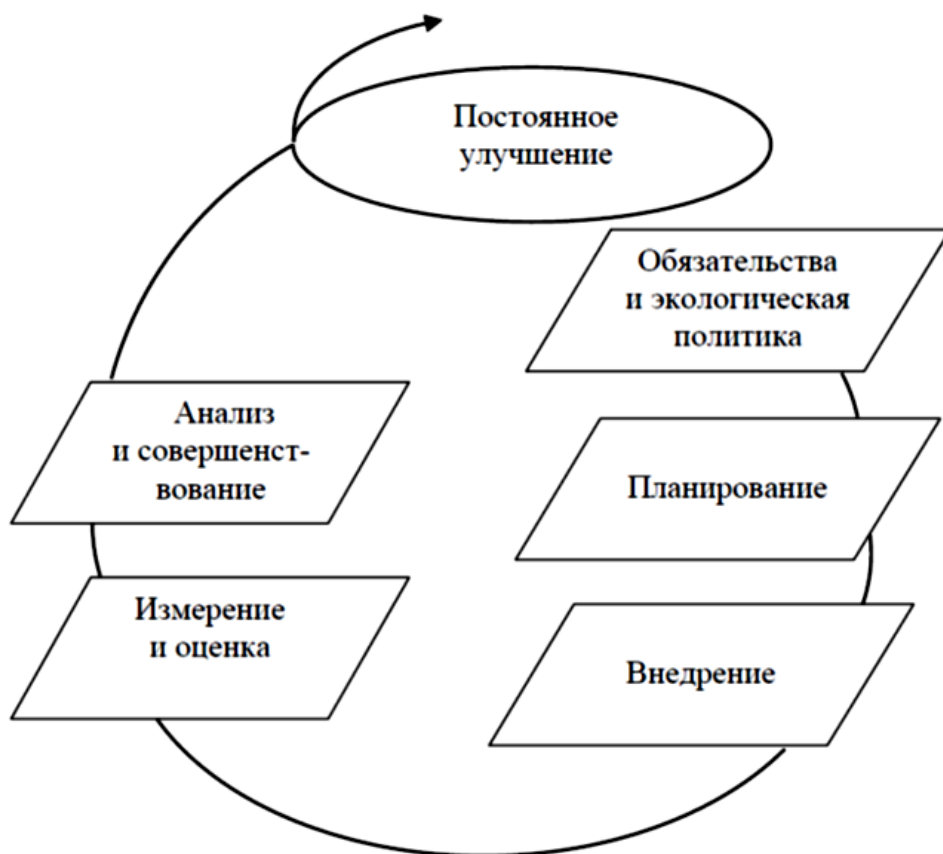 Постоянное
улучшение
Обязательства
и экологическая
политика
Планирование
Внедрение
Измерение
и оценка
Анализ
и совершенст-
вование